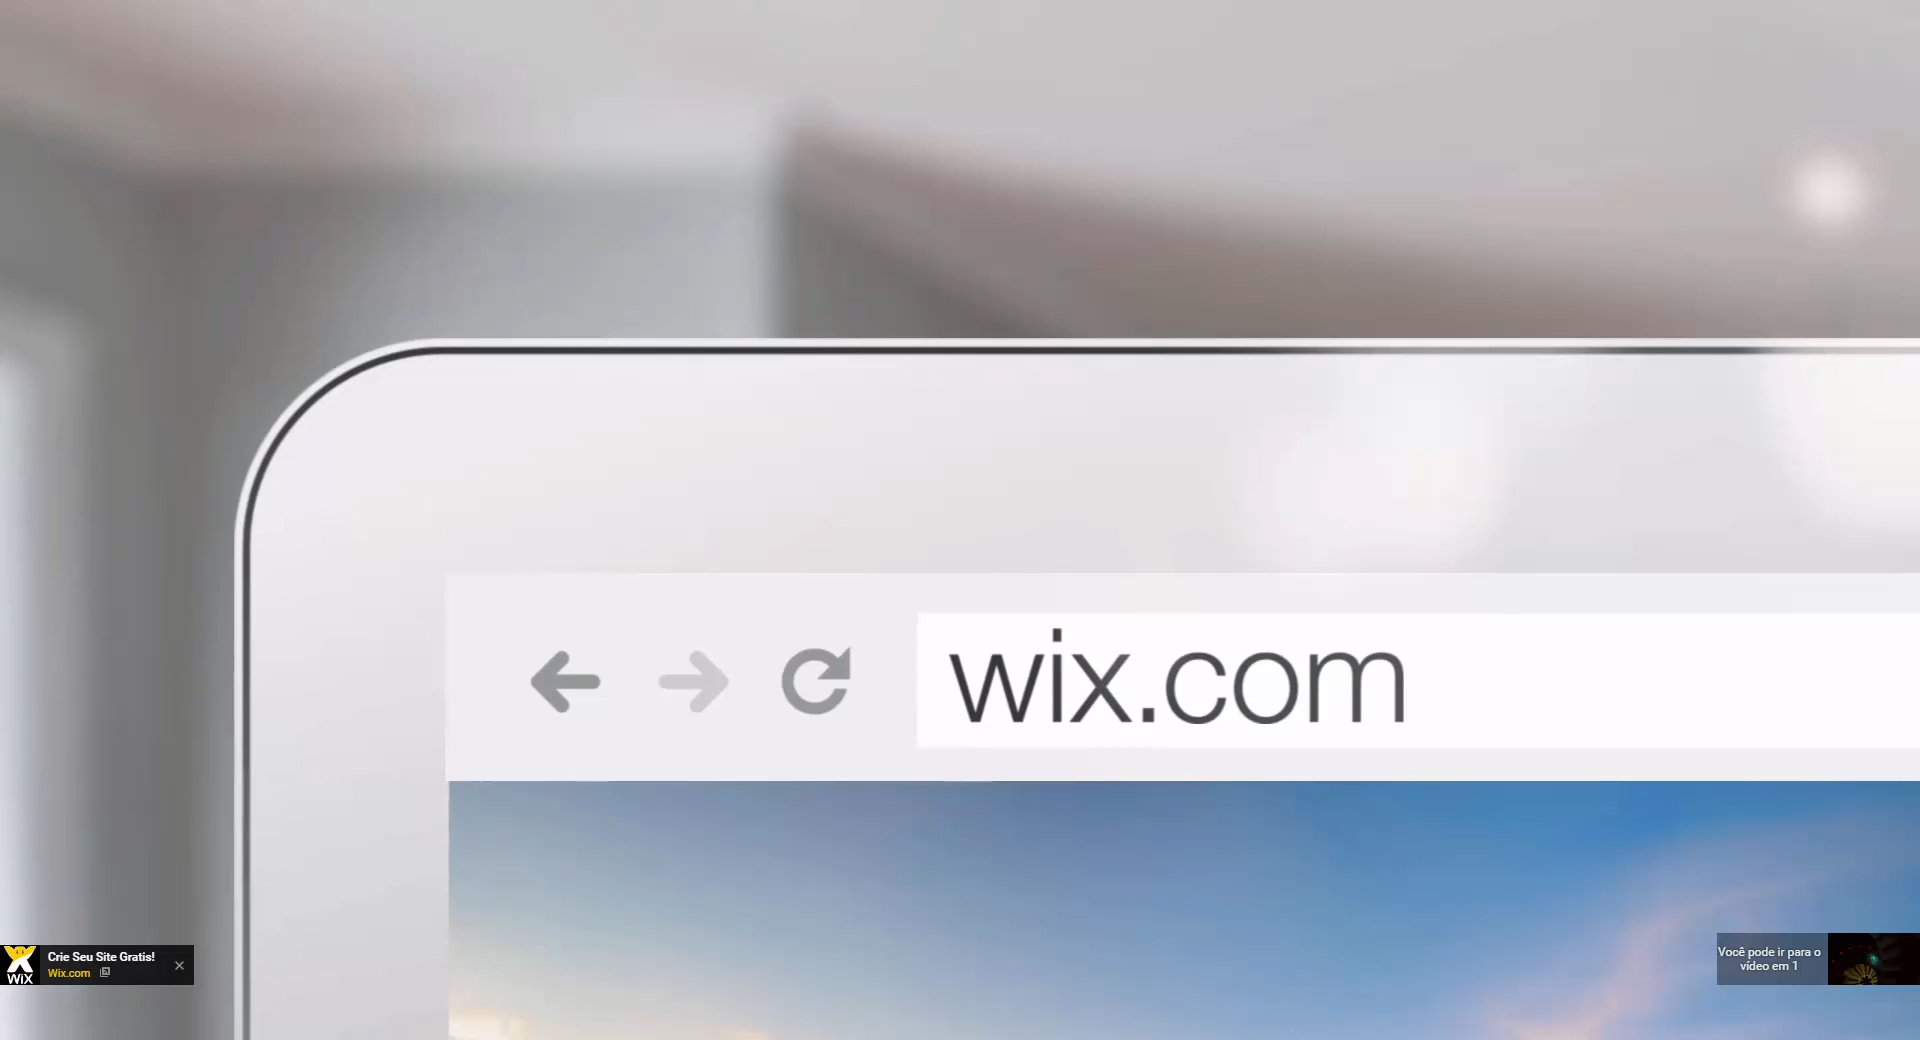 wix.com
WiX
Crie Seu Site Gratis!
Wix.com
Você pode ir para o
vídeo em 1